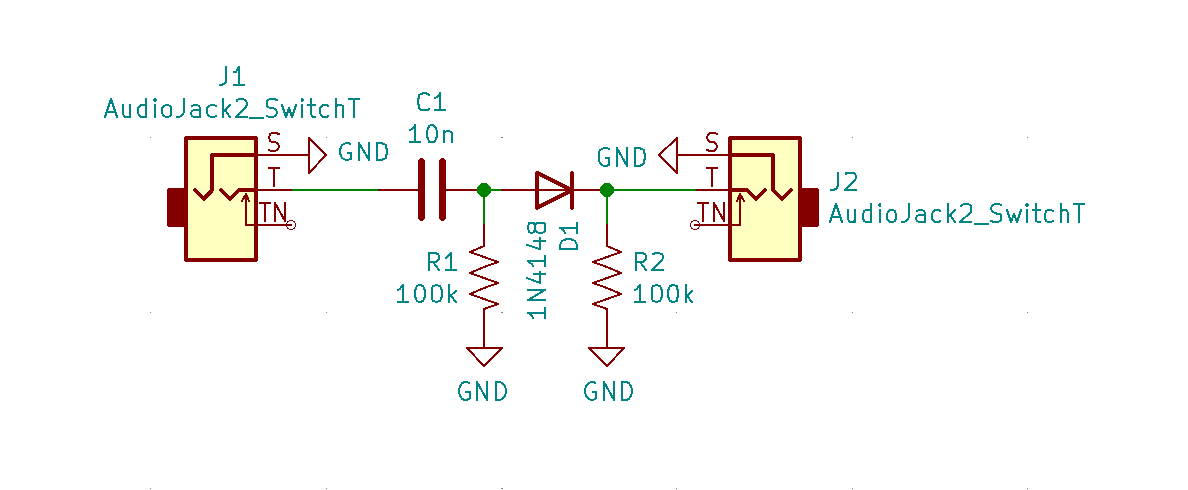 J1
AudioJack2_SwitchT
S
GND
T
TN
C1
10n
R1
100k
GND
1N4148
D1
R2
100k
GND
GND
S
T
TN
J2
AudioJack2_SwitchT